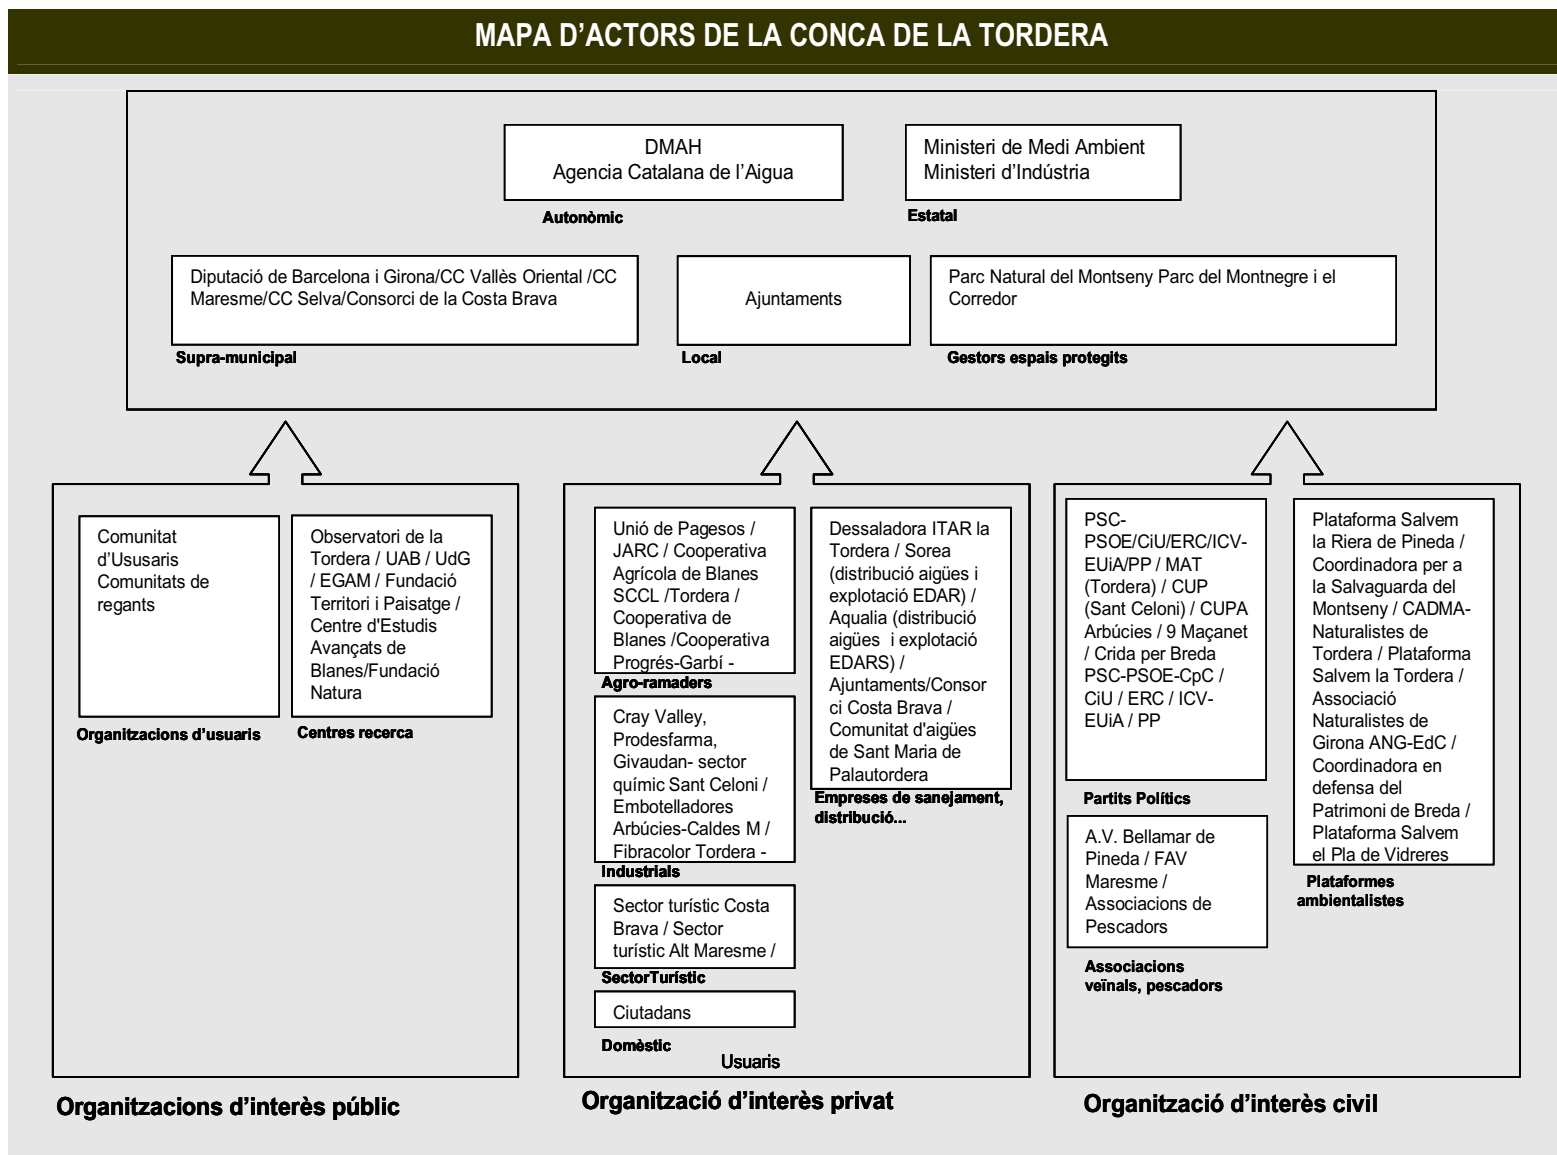 MAPA D’ACTORS DE LA CONCA DE LA TORDERA
DMAH
Agencia Catalana de l’Aigua
Autonòmic
Ministeri de Medi Ambient
Ministeri d’Indústria
Estatal
Diputació de Barcelona i Girona/CC Vallès Oriental /CC
Maresme/CC Selva/Consorci de la Costa Brava
Supra-municipal
Ajuntaments
Local
Parc Natural del Montseny Parc del Montnegre i el
Corredor
Gestors espais protegits
Comunitat
d’Ususaris
Comunitats de
regants
Organitzacions d’usuaris
Observatori de la
Tordera / UAB / UdG
/ EGAM / Fundació
Territori i Paisatge /
Centre d'Estudis
Avançats de
Blanes/Fundació
Natura
Centres recerca
Organitzacions d’interès públic
Unió de Pagesos /
JARC / Cooperativa
Agrícola de Blanes
SCCL /Tordera /
Cooperativa de
Blanes /Cooperativa
Progrés-Garbí -
Agro-ramaders
Cray Valley,
Prodesfarma,
Givaudan- sector
químic Sant Celoni /
Embotelladores
Arbúcies-Caldes M /
Fibracolor Tordera -
Industrials
Sector turístic Costa
Brava / Sector
turístic Alt Maresme /
SectorTurístic
Ciutadans
Domèstic
Dessaladora ITAR la
Tordera / Sorea
(distribució aigües i
explotació EDAR) /
Aqualia (distribució
aigües  i explotació
EDARS) /
Ajuntaments/Consor
ci Costa Brava /
Comunitat d'aigües
de Sant Maria de
Palautordera
Empreses de sanejament,
distribució...
Usuaris
Organització d’interès privat
PSC-
PSOE/CiU/ERC/ICV-
EUiA/PP / MAT
(Tordera) / CUP
(Sant Celoni) / CUPA
Arbúcies / 9 Maçanet
/ Crida per Breda
PSC-PSOE-CpC /
CiU / ERC / ICV-
EUiA / PP
Partits Polítics
A.V. Bellamar de
Pineda / FAV
Maresme /
Associacions de
Pescadors
Associacions
veïnals, pescadors
Plataforma Salvem
la Riera de Pineda /
Coordinadora per a
la Salvaguarda del
Montseny / CADMA-
Naturalistes de
Tordera / Plataforma
Salvem la Tordera /
Associació
Naturalistes de
Girona ANG-EdC /
Coordinadora en
defensa del
Patrimoni de Breda /
Plataforma Salvem
el Pla de Vidreres
Plataformes
ambientalistes
Organització d’interès civil